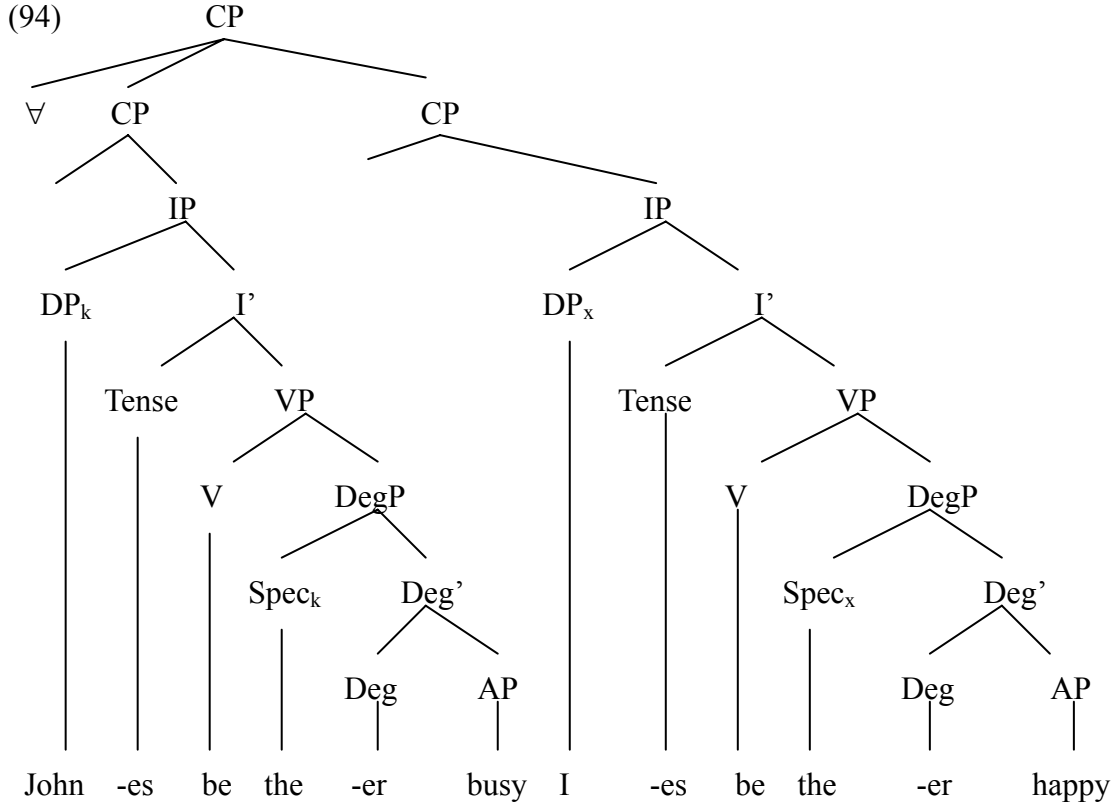 (94) CP
∀ CP CP
IP IP
DPk I’ DPx I’
Tense VP Tense VP
V DegP V DegP
Speck Deg’ Specx Deg’
Deg AP Deg AP
John -es be the -er busy I -es be the -er happy